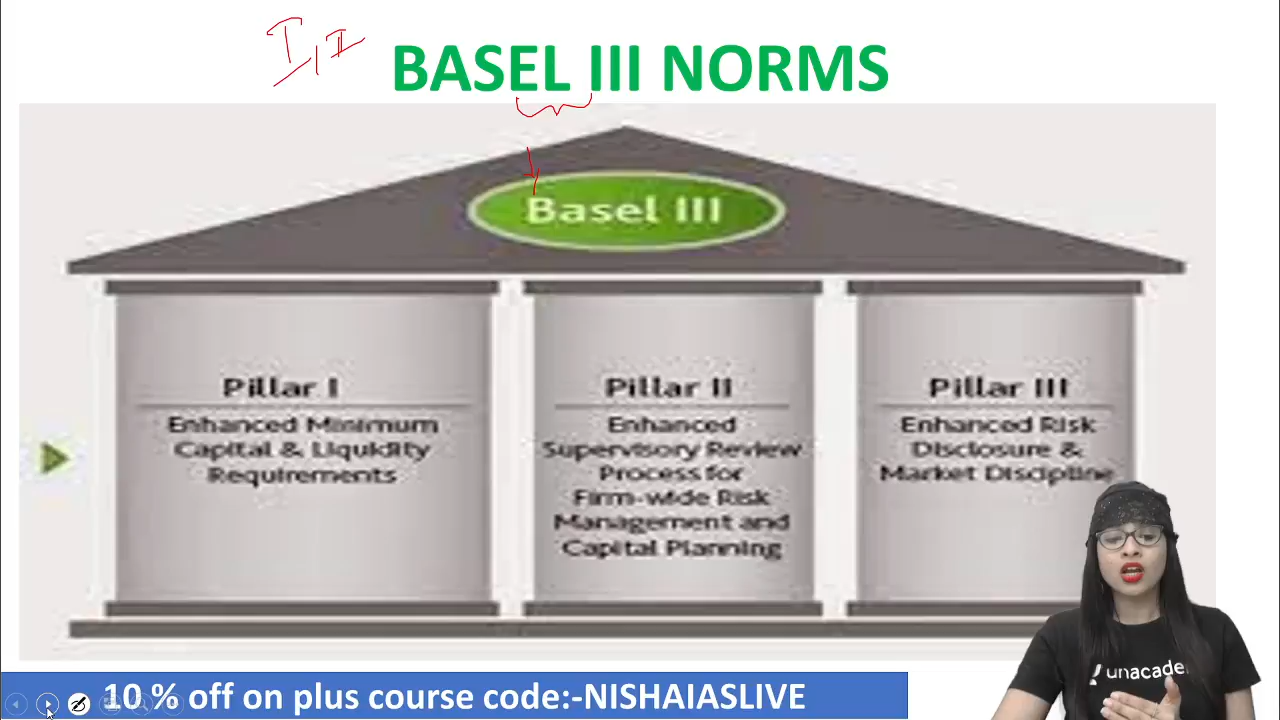 I, II
BASEL III NORMS
Basel III
Pillar I
Enhanced Minimum
Capital & Liquidity
Requirements
Pillar II
Enhanced
Supervisory Review
Process for
Firm-wide Risk
Management and
Capital Planning
Pillar III
Enhanced Risk
Disclosure &
Market Discipline
unacade
10 % off on plus course code:-NISHAIASLIVE